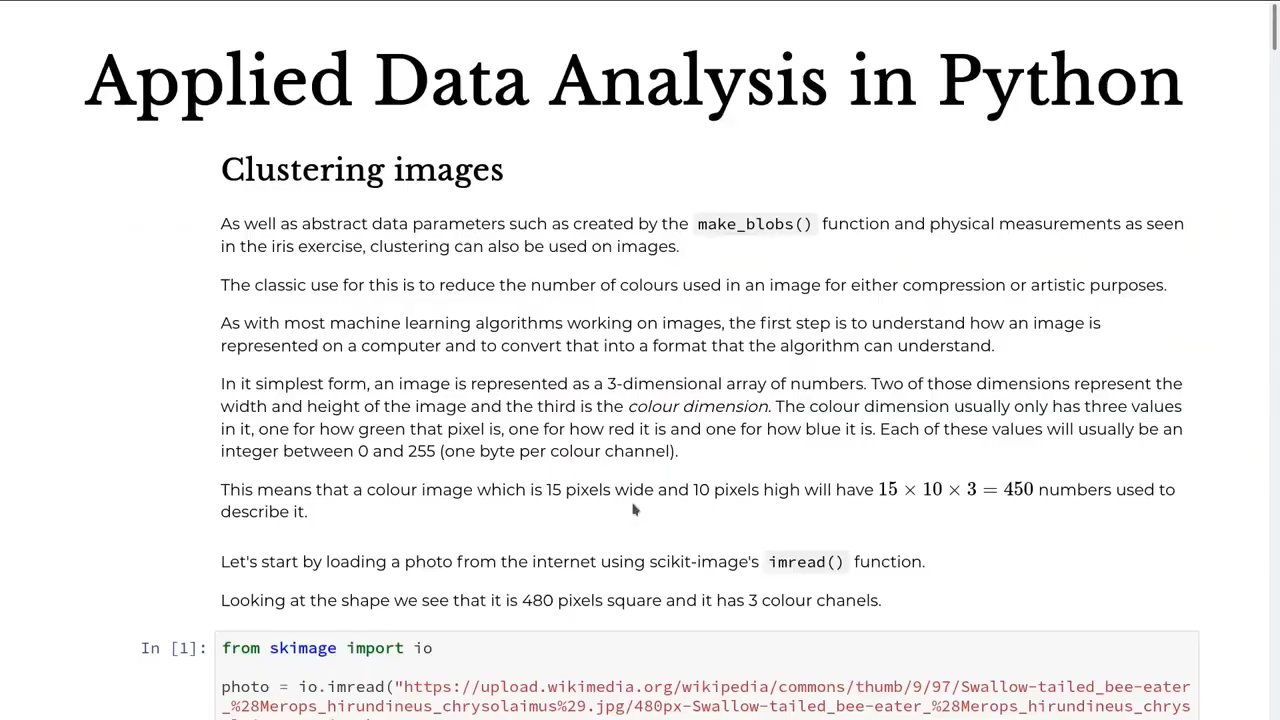 Applied Data Analysis in Python
Clustering images
As well as abstract data parameters such as created by the make_blobs() function and physical measurements as seen
in the iris exercise, clustering can also be used on images.
The classic use for this is to reduce the number of colours used in an image for either compression or artistic purposes.
As with most machine learning algorithms working on images, the first step is to understand how an image is
represented on a computer and to convert that into a format that the algorithm can understand.
In it simplest form, an image is represented as a 3-dimensional array of numbers. Two of those dimensions represent the
width and height of the image and the third is the colour dimension. The colour dimension usually only has three values
in it, one for how green that pixel is, one for how red it is and one for how blue it is. Each of these values will usually be an
integer between 0 and 255 (one byte per colour channel).
This means that a colour image which is 15 pixels wide and 10 pixels high will have 15 × 10 × 3 = 450 numbers used to
describe it.
Let's start by loading a photo from the internet using scikit-image's imread() function.
Looking at the shape we see that it is 480 pixels square and it has 3 colour chanels.
In [1]: from skimage import io
photo = io.imread("https://upload.wikimedia.org/wikipedia/commons/thumb/9/97/Swallow-tailed_bee-eater
_%28Merops_hirundineus_chrysolaimus%29.jpg/480px-Swallow-tailed_bee-eater_%28Merops_hirundineus_chrys